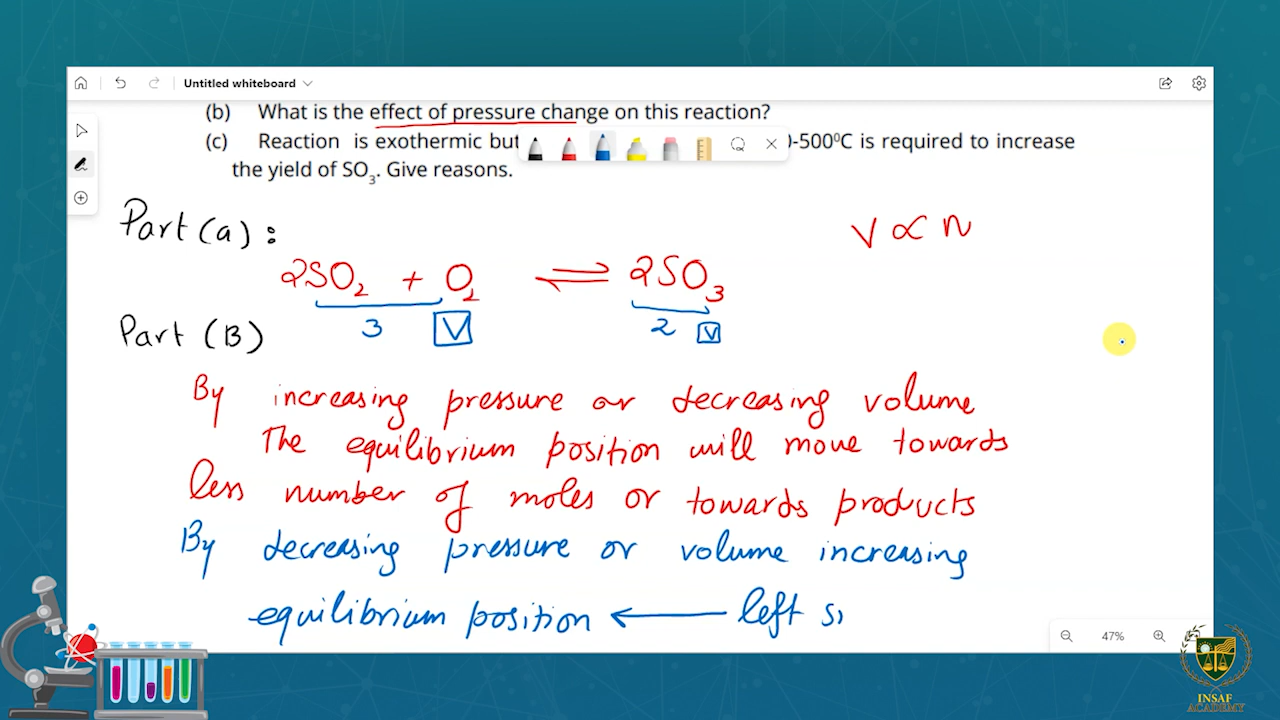 Untitled whiteboard
(b) What is the effect of pressure change on this reaction?
(c) Reaction is exothermic but 0-500⁰C is required to increase
the yield of SO₃. Give reasons.
Part (a) :
V ∝ n
2SO₂ + O₂ ⇌ 2SO₃
3 V 2 V
Part (B)
By increasing pressure or decreasing volume
The equilibrium position will move towards
less number of moles or towards products
By decreasing pressure or volume increasing
equilibrium position ← left s
47%
INSAF
ACADEMY